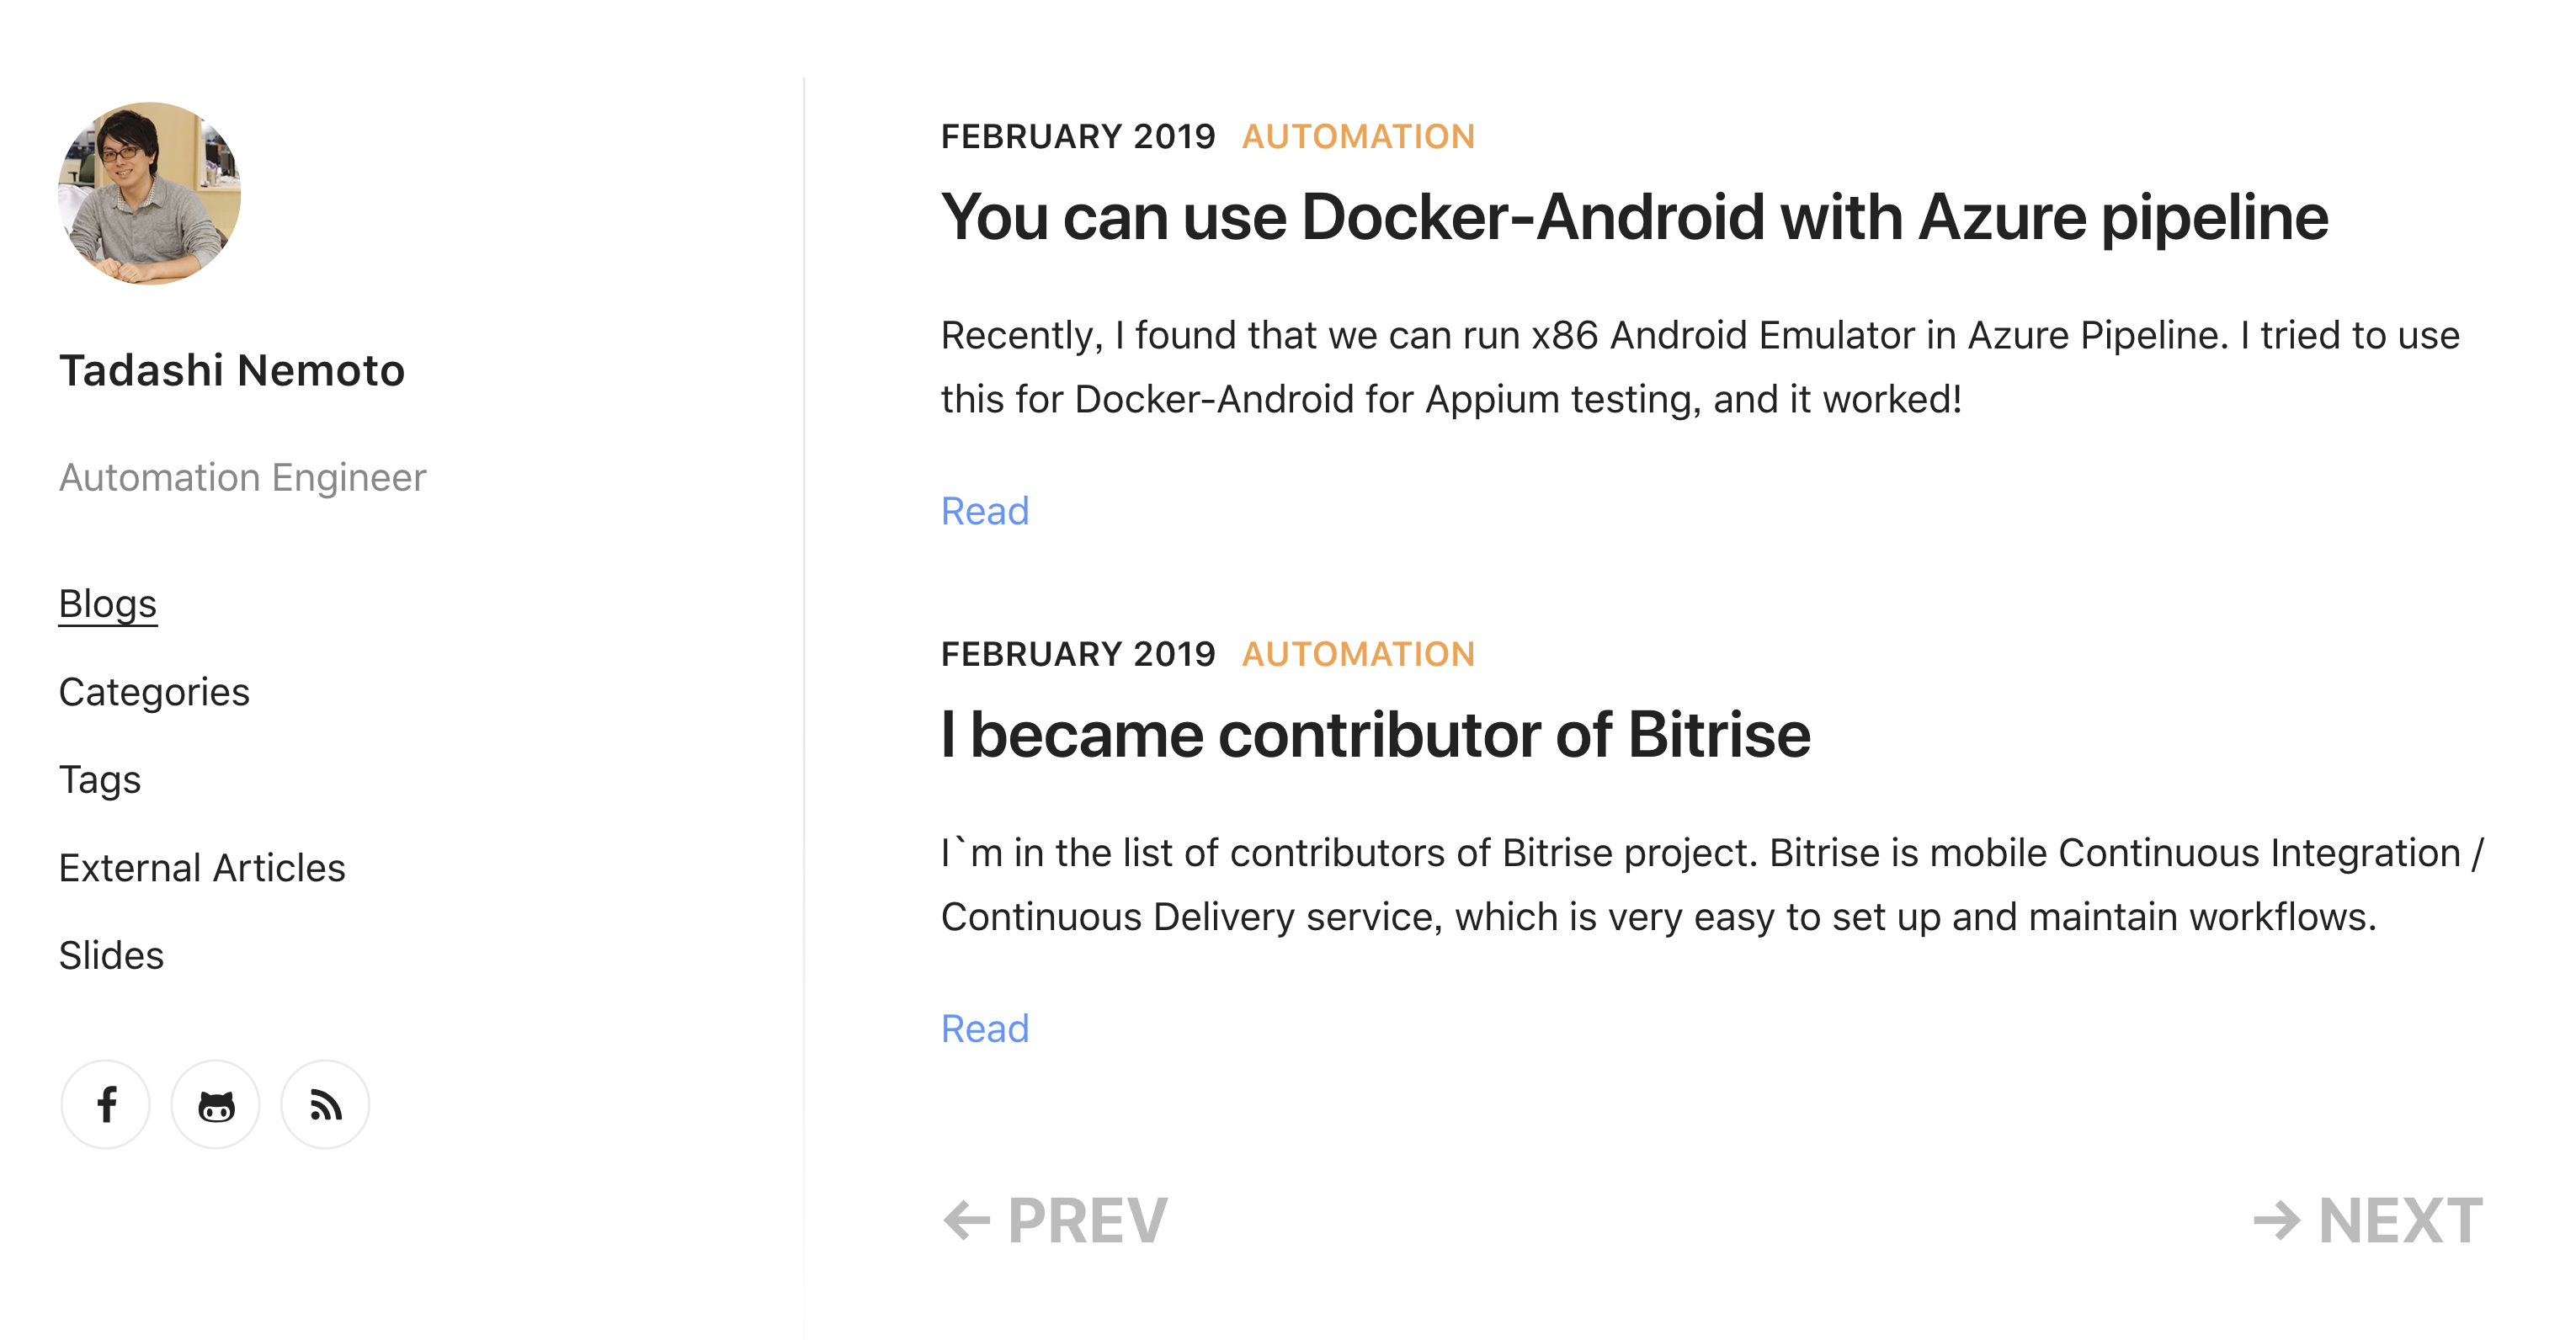 Tadashi Nemoto
Automation Engineer
Blogs
Categories
Tags
External Articles
Slides
FEBRUARY 2019 AUTOMATION
You can use Docker-Android with Azure pipeline
Recently, I found that we can run x86 Android Emulator in Azure Pipeline. I tried to use
this for Docker-Android for Appium testing, and it worked!
Read
FEBRUARY 2019 AUTOMATION
I became contributor of Bitrise
I`m in the list of contributors of Bitrise project. Bitrise is mobile Continuous Integration /
Continuous Delivery service, which is very easy to set up and maintain workflows.
Read
← PREV
→ NEXT